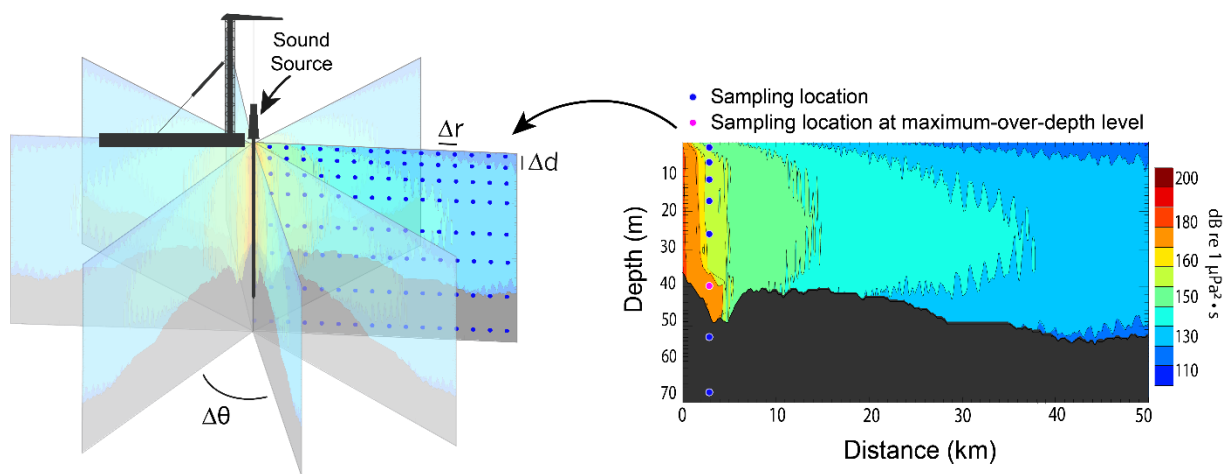 Sound
Source
Δr
Δd
Δθ
Sampling location
Sampling location at maximum-over-depth level
Depth (m)
10
20
30
40
50
60
70
0
10
20
30
40
50
Distance (km)
200
180
160
150
130
110
dB re 1 µPa²・s